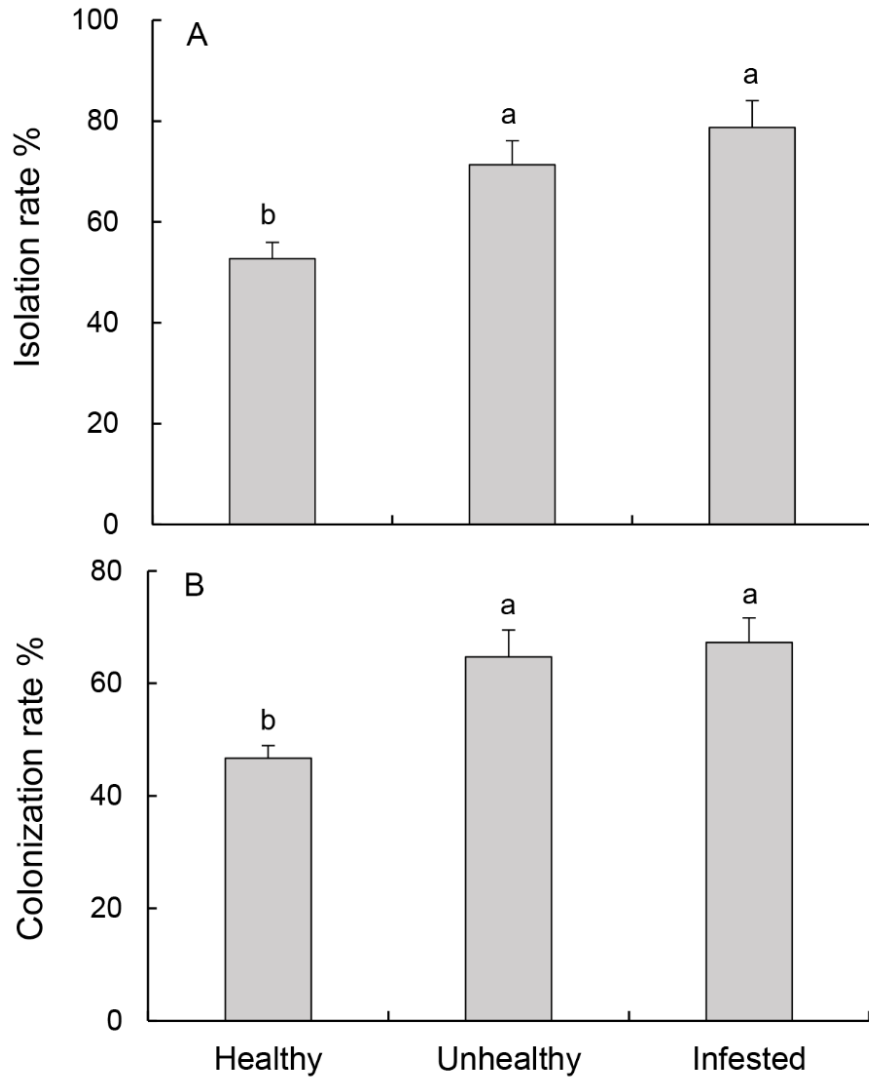 100
A
a
a
80
b
60
40
20
0
Isolation rate %
80
B
a
a
60
b
40
20
0
Colonization rate %
Healthy Unhealthy Infested